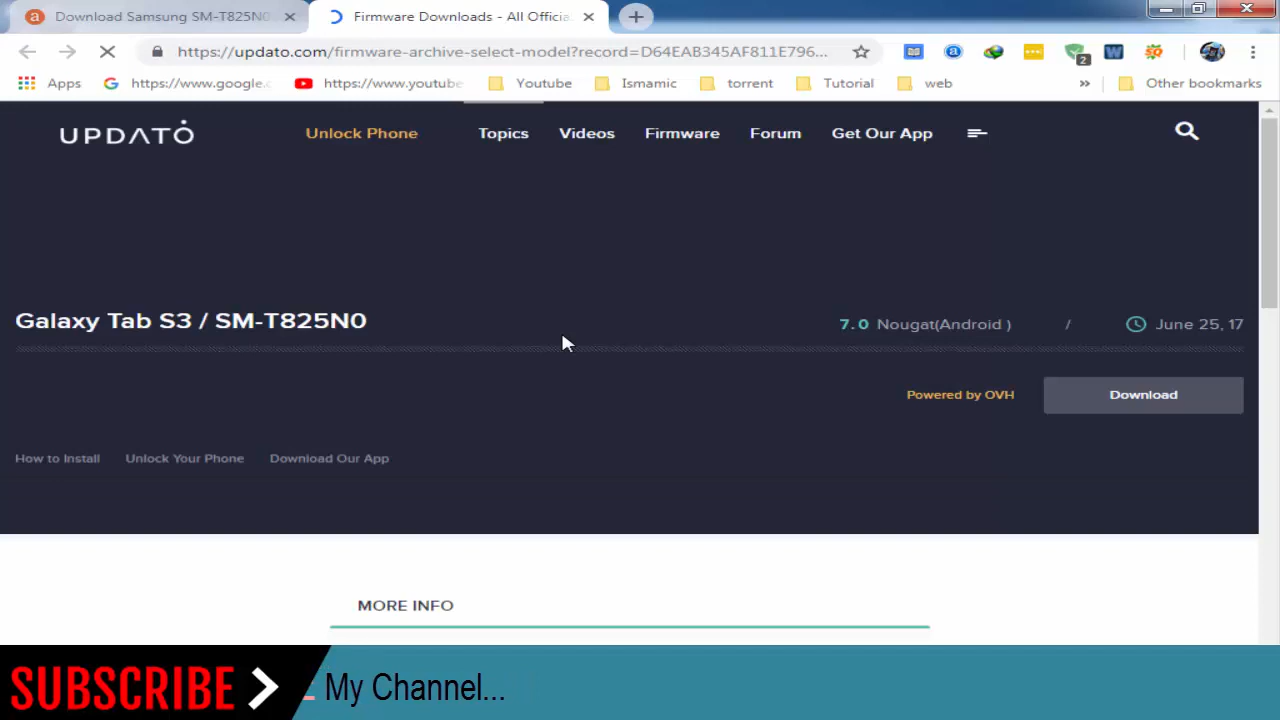 Download Samsung SM-T825N0
Firmware Downloads - All Officia
https://updato.com/firmware-archive-select-model?record=D64EAB345AF811E796...
2
Apps
https://www.google.c
https://www.youtube
Youtube
Ismamic
torrent
Tutorial
web
»
Other bookmarks
UPDATO
Unlock Phone
Topics
Videos
Firmware
Forum
Get Our App
Galaxy Tab S3 / SM-T825N0
7.0 Nougat(Android )
/
June 25, 17
Powered by OVH
Download
How to Install
Unlock Your Phone
Download Our App
MORE INFO
SUBSCRIBE
My Channel...